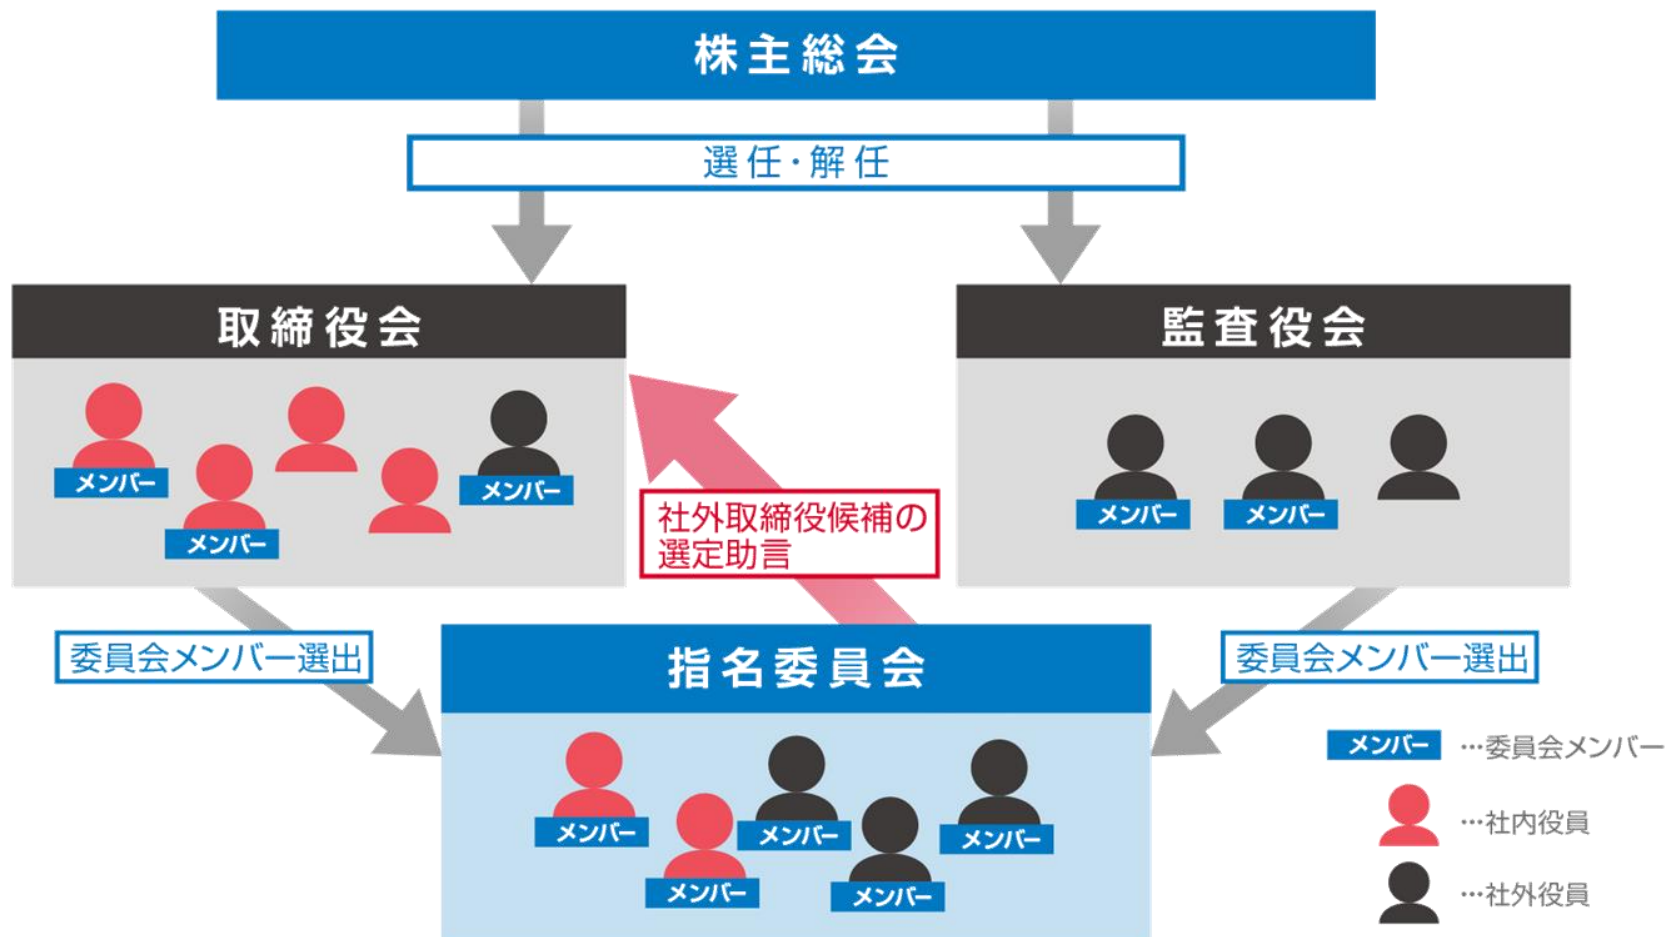 株主総会
選任・解任
取締役会
監査役会
メンバー
メンバー
メンバー
メンバー
メンバー
社外取締役候補の
選定助言
委員会メンバー選出
委員会メンバー選出
指名委員会
メンバー
メンバー
メンバー
メンバー
メンバー
メンバー …委員会メンバー
…社内役員
…社外役員